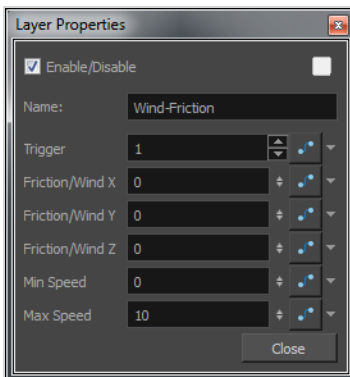 Layer Properties
Enable/Disable
Name: Wind-Friction
Trigger 1
Friction/Wind X 0
Friction/Wind Y 0
Friction/Wind Z 0
Min Speed 0
Max Speed 10
Close